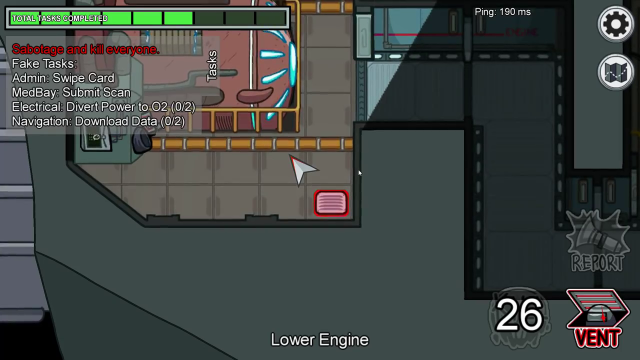 TOTAL TASKS COMPLETED
Ping: 190 ms
Sabotage and kill everyone.
Fake Tasks:
Admin: Swipe Card
MedBay: Submit Scan
Electrical: Divert Power to O2 (0/2)
Navigation: Download Data (0/2)
Tasks
REPORT
26
VENT
Lower Engine